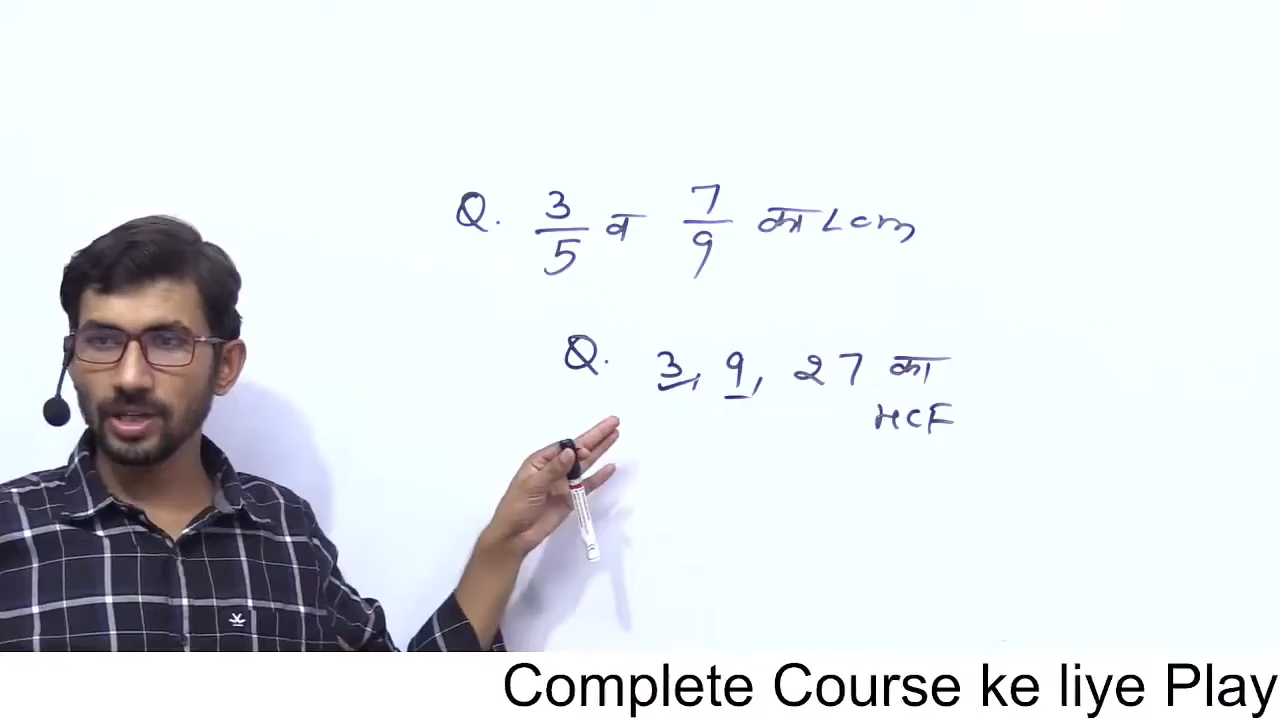 Q. 3/5 व 7/9 का Lcm
Q. 3, 9, 27 का
HCF
Complete Course ke liye Play